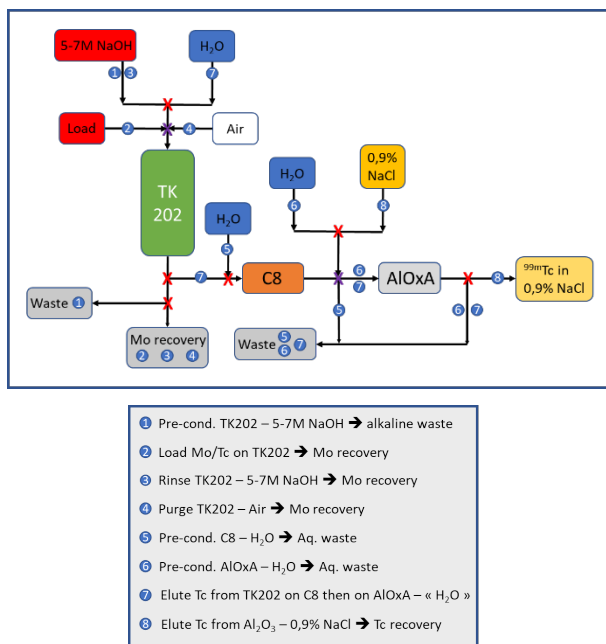 5-7M NaOH
H₂O
1 3
7
Load
2
4
Air
TK
202
H₂O
0,9%
NaCl
H₂O
6
8
5
7
C8
6
7
AlOxA
8
⁹⁹ᵐTc in
0,9% NaCl
Waste 1
5
6 7
Mo recovery
2 3 4
Waste 5 6 7
1 Pre-cond. TK202 – 5-7M NaOH ➔ alkaline waste
2 Load Mo/Tc on TK202 ➔ Mo recovery
3 Rinse TK202 – 5-7M NaOH ➔ Mo recovery
4 Purge TK202 – Air ➔ Mo recovery
5 Pre-cond. C8 – H₂O ➔ Aq. waste
6 Pre-cond. AlOxA – H₂O ➔ Aq. waste
7 Elute Tc from TK202 on C8 then on AlOxA – « H₂O »
8 Elute Tc from Al₂O₃ – 0,9% NaCl ➔ Tc recovery